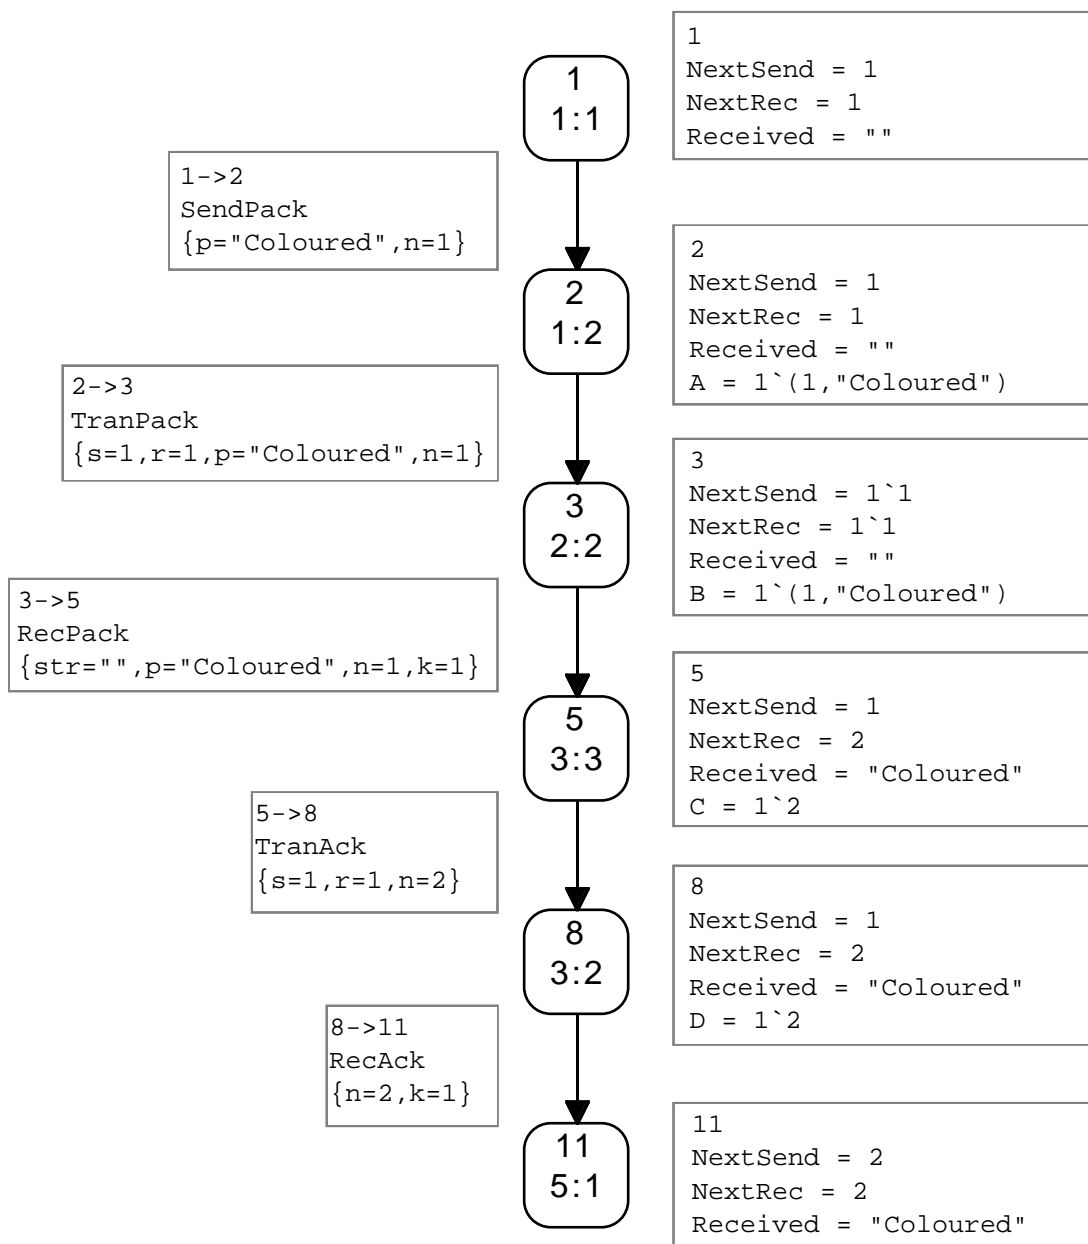 1
1:1
1
NextSend = 1
NextRec = 1
Received = ""
1->2
SendPack
{p="Coloured",n=1}
2
1:2
2
NextSend = 1
NextRec = 1
Received = ""
A = 1`(1,"Coloured")
2->3
TranPack
{s=1,r=1,p="Coloured",n=1}
3
2:2
3
NextSend = 1`1
NextRec = 1`1
Received = ""
B = 1`(1,"Coloured")
3->5
RecPack
{str="",p="Coloured",n=1,k=1}
5
3:3
5
NextSend = 1
NextRec = 2
Received = "Coloured"
C = 1`2
5->8
TranAck
{s=1,r=1,n=2}
8
3:2
8
NextSend = 1
NextRec = 2
Received = "Coloured"
D = 1`2
8->11
RecAck
{n=2,k=1}
11
5:1
11
NextSend = 2
NextRec = 2
Received = "Coloured"